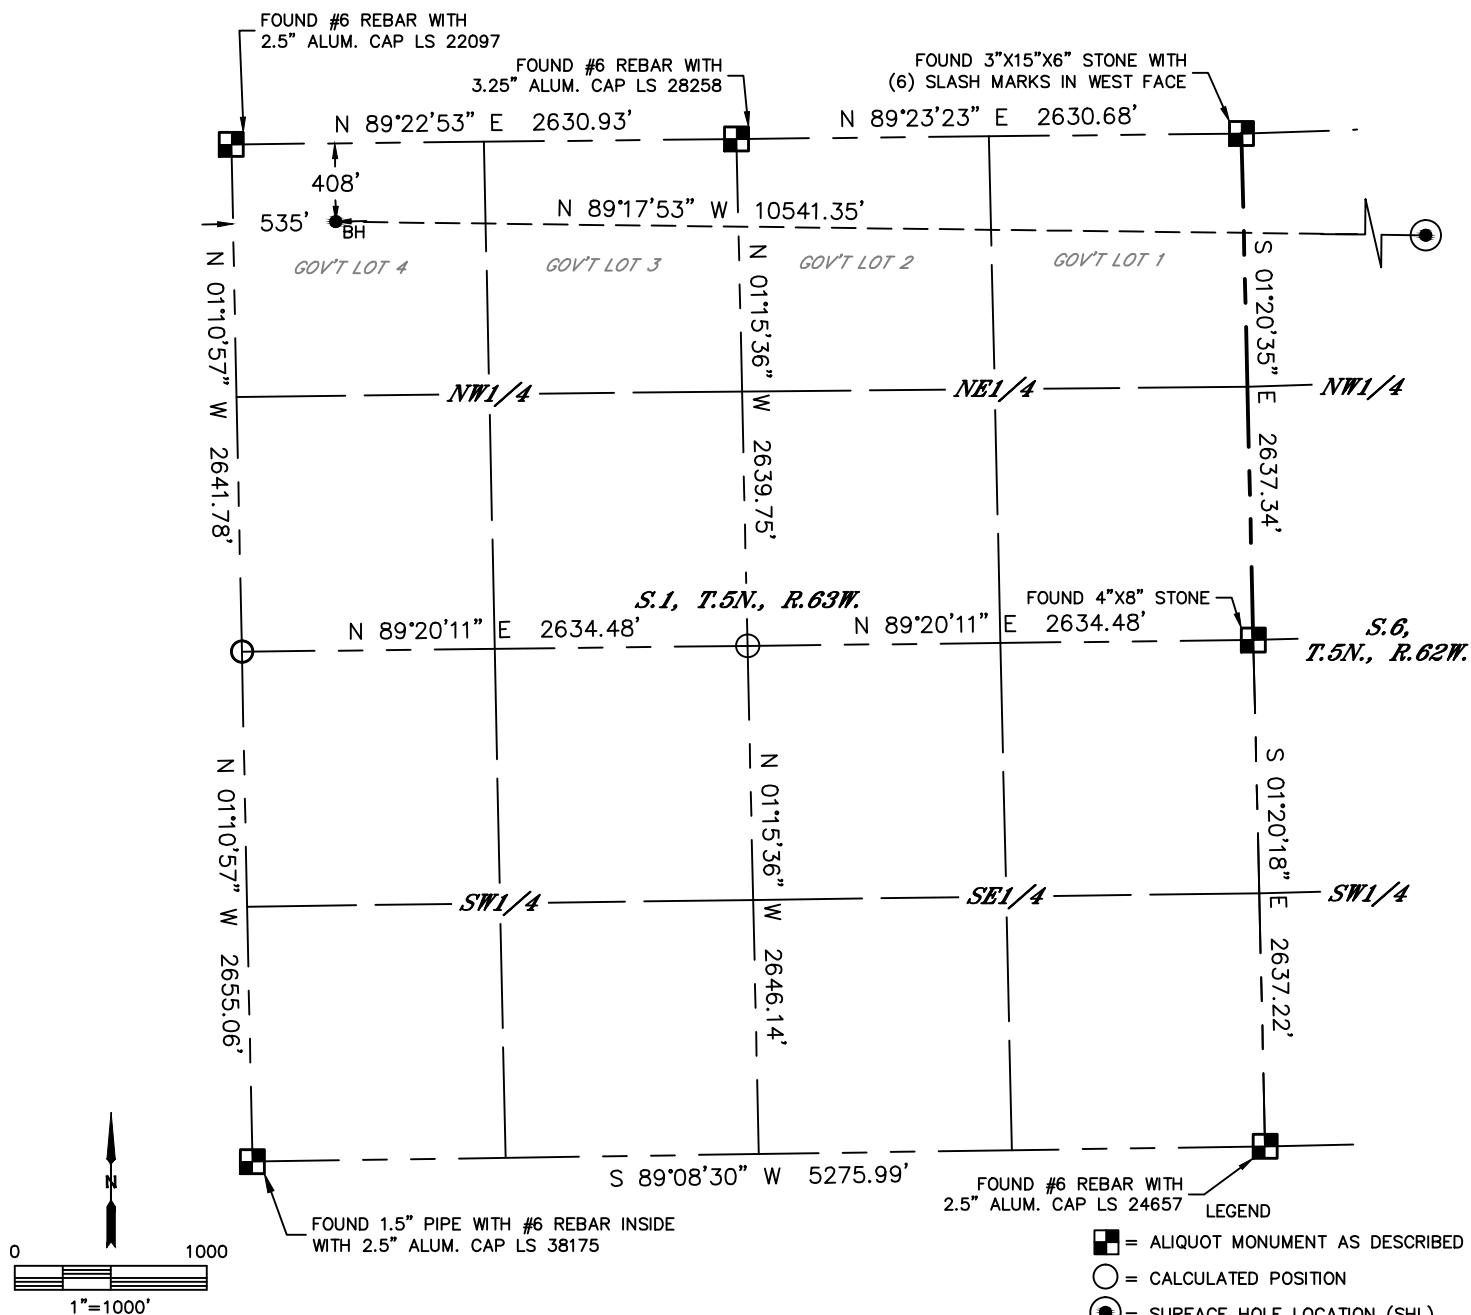 FOUND #6 REBAR WITH
2.5" ALUM. CAP LS 22097
FOUND #6 REBAR WITH
3.25" ALUM. CAP LS 28258
FOUND 3"X15"X6" STONE WITH
(6) SLASH MARKS IN WEST FACE
N 89°22'53" E 2630.93'
N 89°23'23" E 2630.68'
408'
535'
BH
N 89°17'53" W 10541.35'
GOV'T LOT 4
GOV'T LOT 3
GOV'T LOT 2
GOV'T LOT 1
N 01°10'57" W 2641.78'
N 01°15'36" W 2639.75'
S 01°20'35" E 2637.34'
NW1/4
NE1/4
NW1/4
S.1, T.5N., R.63W.
FOUND 4"X8" STONE
N 89°20'11" E 2634.48'
N 89°20'11" E 2634.48'
S.6,
T.5N., R.62W.
N 01°10'57" W 2655.06'
N 01°15'36" W 2646.14'
S 01°20'18" E 2637.22'
SW1/4
SE1/4
SW1/4
S 89°08'30" W 5275.99'
FOUND #6 REBAR WITH
2.5" ALUM. CAP LS 24657
FOUND 1.5" PIPE WITH #6 REBAR INSIDE
WITH 2.5" ALUM. CAP LS 38175
N
0 1000
1"=1000'
LEGEND
= ALIQUOT MONUMENT AS DESCRIBED
= CALCULATED POSITION
= SURFACE HOLE LOCATION (SHL)